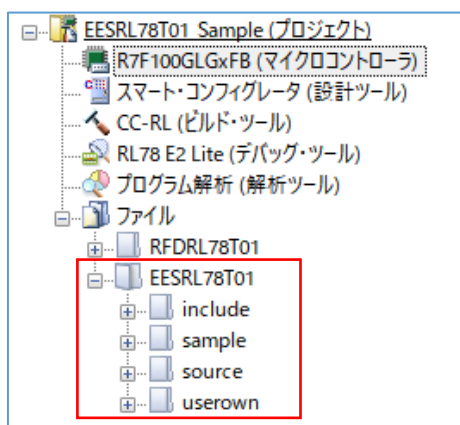 EESRL78T01_Sample (プロジェクト)
R7F100GLGxFB (マイクロコントローラ)
スマート・コンフィグレータ (設計ツール)
CC-RL (ビルド・ツール)
RL78 E2 Lite (デバッグ・ツール)
プログラム解析 (解析ツール)
ファイル
RFDRL78T01
EESRL78T01
include
sample
source
userown